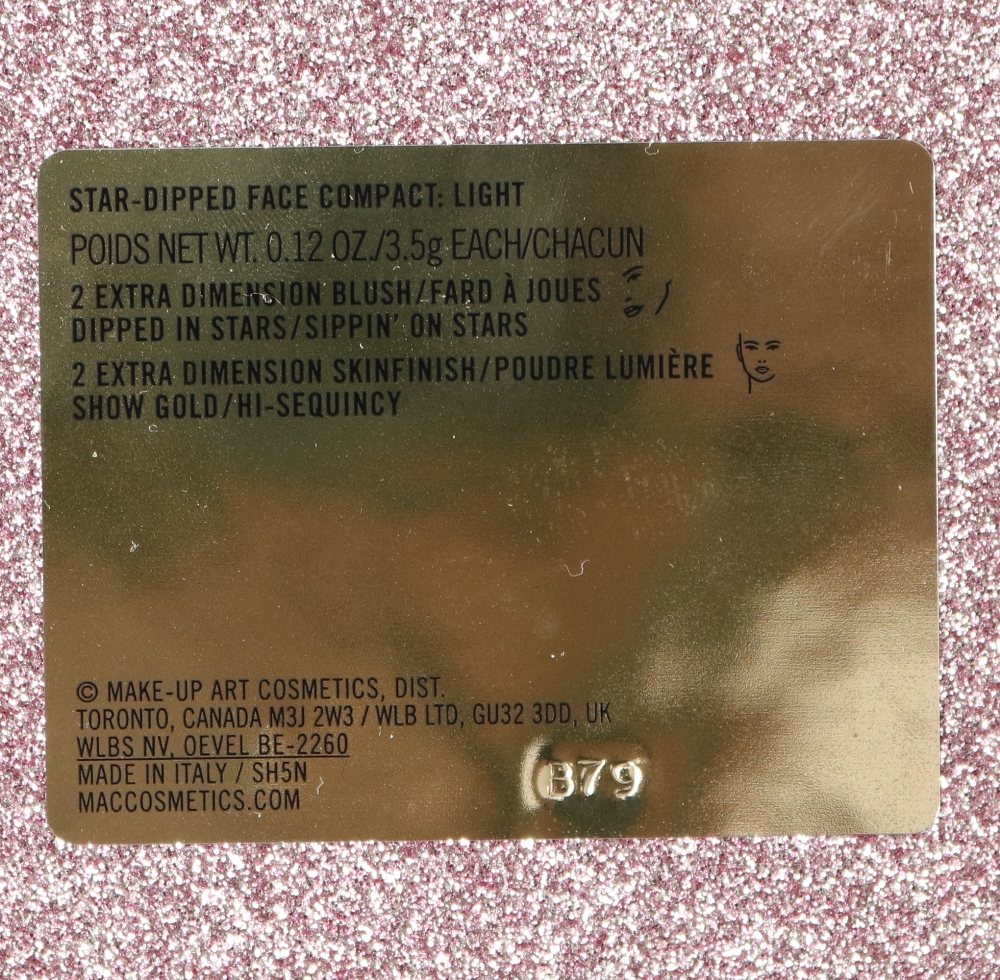 STAR-DIPPED FACE COMPACT: LIGHT
POIDS NET WT. 0.12 OZ./3.5g EACH/CHACUN
2 EXTRA DIMENSION BLUSH/FARD À JOUES
DIPPED IN STARS/SIPPIN' ON STARS
2 EXTRA DIMENSION SKINFINISH/POUDRE LUMIÈRE
SHOW GOLD/HI-SEQUINCY
© MAKE-UP ART COSMETICS, DIST.
TORONTO, CANADA M3J 2W3 / WLB LTD, GU32 3DD, UK
WLBS NV, OEVEL BE-2260
MADE IN ITALY / SH5N
MACCOSMETICS.COM
B79